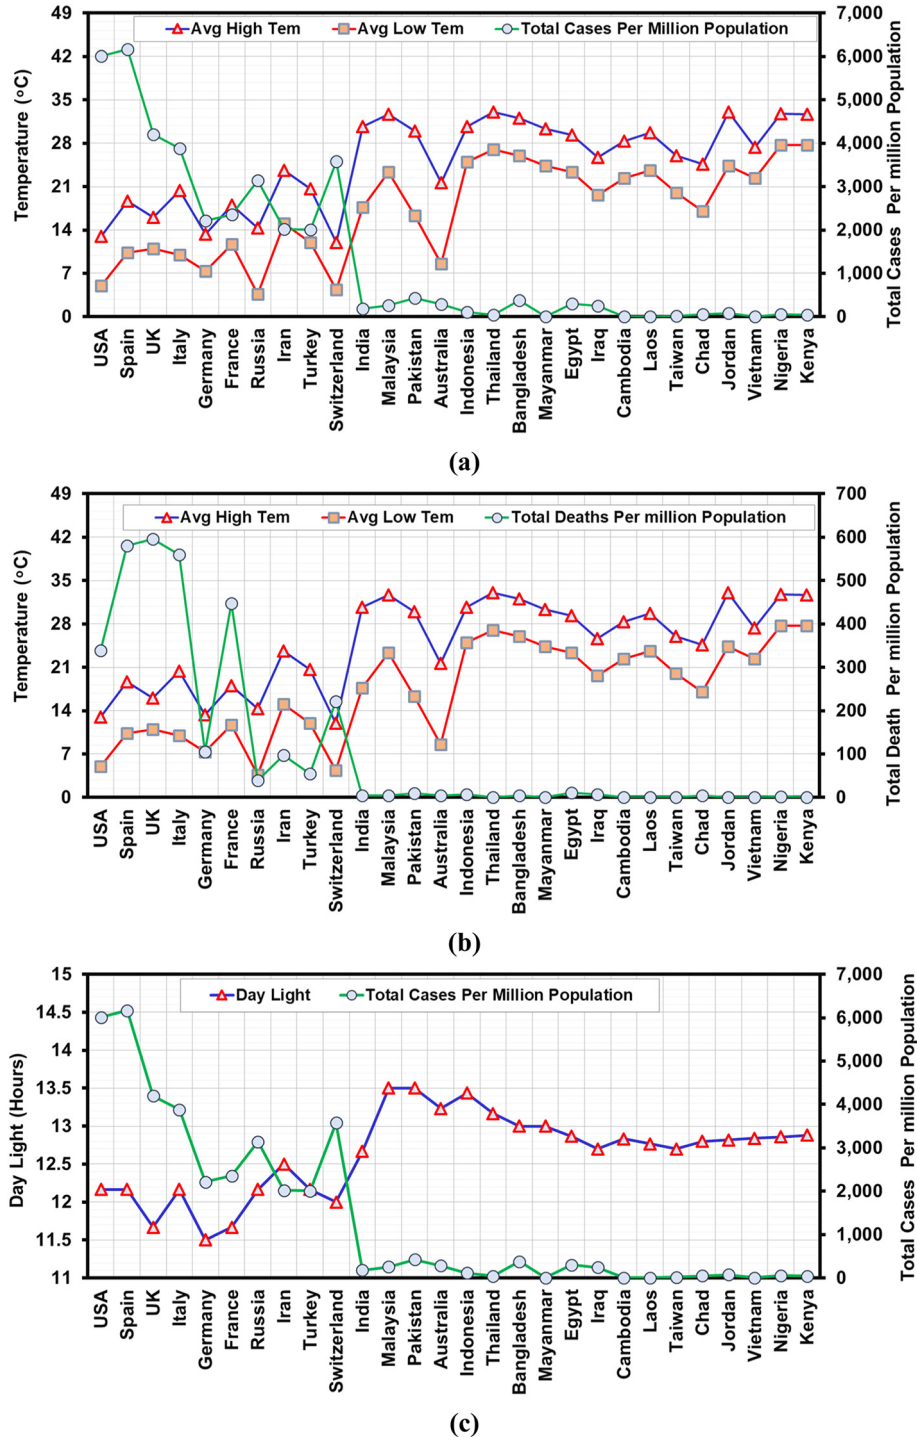 Avg High Tem Avg Low Tem Total Cases Per Million Population
49
42
35
28
21
14
7
0
Temperature (°C)
7,000
6,000
5,000
4,000
3,000
2,000
1,000
0
Total Cases Per million Population
USA
Spain
UK
Italy
Germany
France
Russia
Iran
Turkey
Switzerland
India
Malaysia
Pakistan
Australia
Indonesia
Thailand
Bangladesh
Mayanmar
Egypt
Iraq
Cambodia
Laos
Taiwan
Chad
Jordan
Vietnam
Nigeria
Kenya
(a)
Avg High Tem Avg Low Tem Total Deaths Per million Population
49
42
35
28
21
14
7
0
Temperature (°C)
700
600
500
400
300
200
100
0
Total Death Per million Population
USA
Spain
UK
Italy
Germany
France
Russia
Iran
Turkey
Switzerland
India
Malaysia
Pakistan
Australia
Indonesia
Thailand
Bangladesh
Mayanmar
Egypt
Iraq
Cambodia
Laos
Taiwan
Chad
Jordan
Vietnam
Nigeria
Kenya
(b)
Day Light Total Cases Per Million Population
15
14.5
14
13.5
13
12.5
12
11.5
11
Day Light (Hours)
7,000
6,000
5,000
4,000
3,000
2,000
1,000
0
Total Cases Per million Population
USA
Spain
UK
Italy
Germany
France
Russia
Iran
Turkey
Switzerland
India
Malaysia
Pakistan
Australia
Indonesia
Thailand
Bangladesh
Mayanmar
Egypt
Iraq
Cambodia
Laos
Taiwan
Chad
Jordan
Vietnam
Nigeria
Kenya
(c)